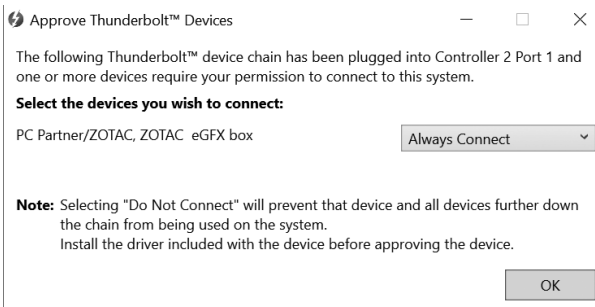 Approve Thunderbolt™ Devices
The following Thunderbolt™ device chain has been plugged into Controller 2 Port 1 and
one or more devices require your permission to connect to this system.
Select the devices you wish to connect:
PC Partner/ZOTAC, ZOTAC eGFX box Always Connect
Note: Selecting "Do Not Connect" will prevent that device and all devices further down
the chain from being used on the system.
Install the driver included with the device before approving the device.
OK